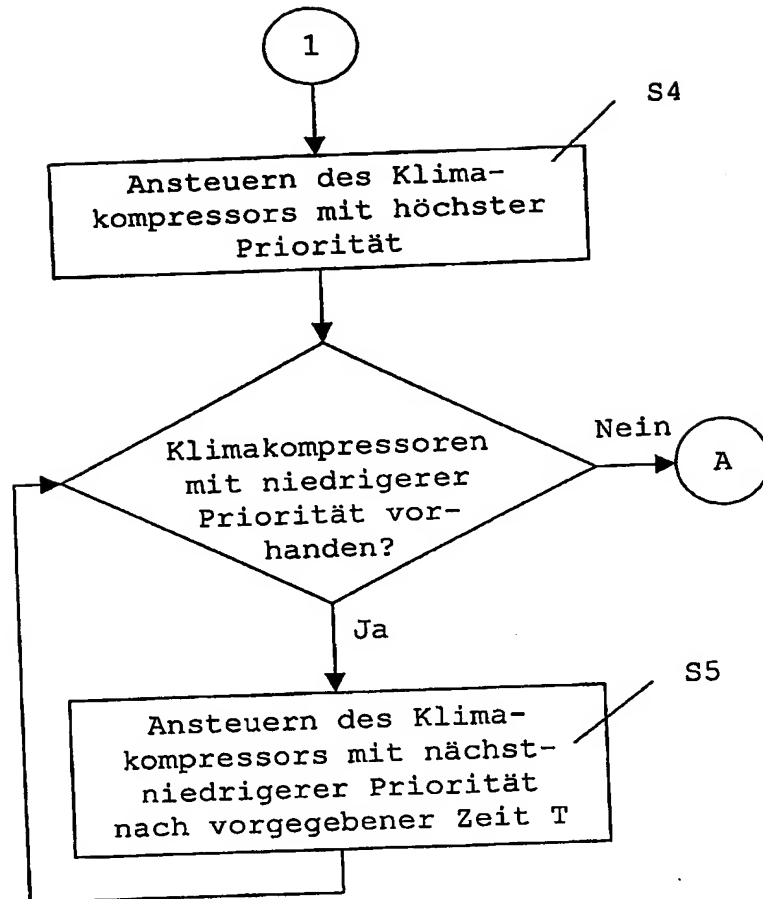 1
S4
Ansteuern des Klima-
kompressors mit höchster
Priorität
Klimakompressoren
mit niedrigerer
Priorität vor-
handen?
Nein
A
Ja
S5
Ansteuern des Klima-
kompressors mit nächst-
niedrigerer Priorität
nach vorgegebener Zeit T